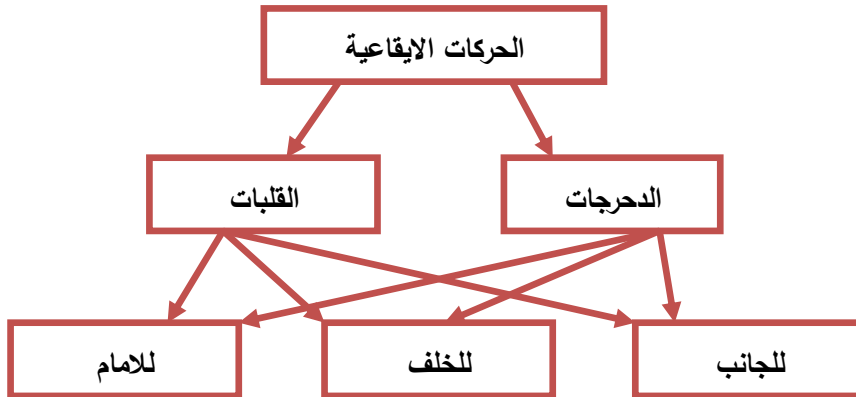 الحركات الايقاعية
الدحرجات
القلبات
للجانب
للخلف
للامام